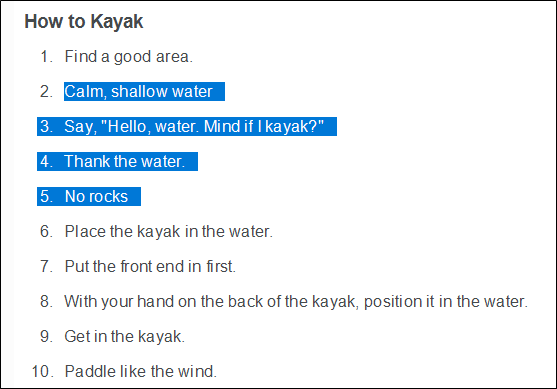 How to Kayak
1. Find a good area.
2. Calm, shallow water
3. Say, "Hello, water. Mind if I kayak?"
4. Thank the water.
5. No rocks
6. Place the kayak in the water.
7. Put the front end in first.
8. With your hand on the back of the kayak, position it in the water.
9. Get in the kayak.
10. Paddle like the wind.